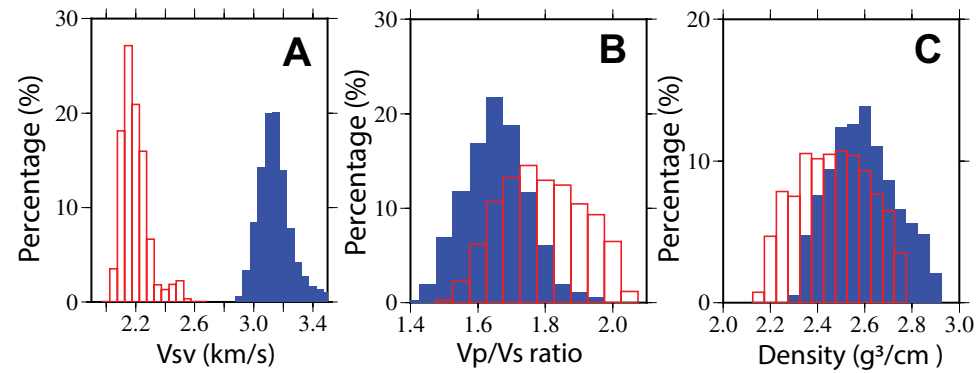 A
Percentage (%)
30
20
10
0
2.2 2.6 3.0 3.4
Vsv (km/s)
B
Percentage (%)
30
20
10
0
1.4 1.6 1.8 2.0
Vp/Vs ratio
C
Percentage (%)
20
10
0
2.0 2.2 2.4 2.6 2.8 3.0
Density (g³/cm )